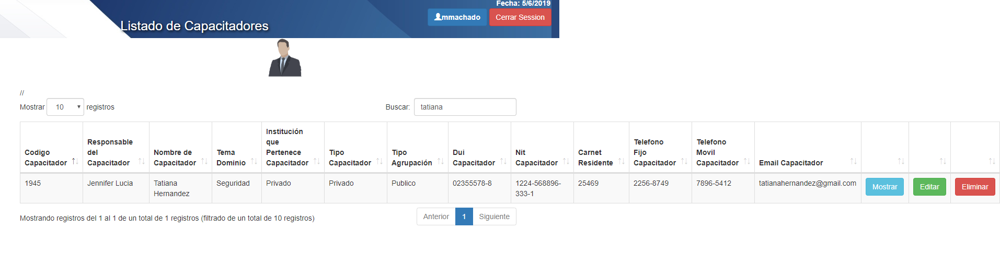 Fecha: 5/6/2019
mmachado Cerrar Session
Listado de Capacitadores
//
Mostrar 10 registros Buscar: tatiana
Codigo Capacitador
Responsable del Capacitador
Nombre de Capacitador
Tema Dominio
Institución que Pertenece Capacitador
Tipo Capacitador
Tipo Agrupación
Dui Capacitador
Nit Capacitador
Carnet Residente
Telefono Fijo Capacitador
Telefono Movil Capacitador
Email Capacitador
1945
Jennifer Lucia
Tatiana Hernandez
Seguridad
Privado
Privado
Publico
02355578-8
1224-568896-333-1
25469
2256-8749
7896-5412
tatianahernandez@gmail.com
Mostrar
Editar
Eliminar
Mostrando registros del 1 al 1 de un total de 1 registros (filtrado de un total de 10 registros)
Anterior 1 Siguiente